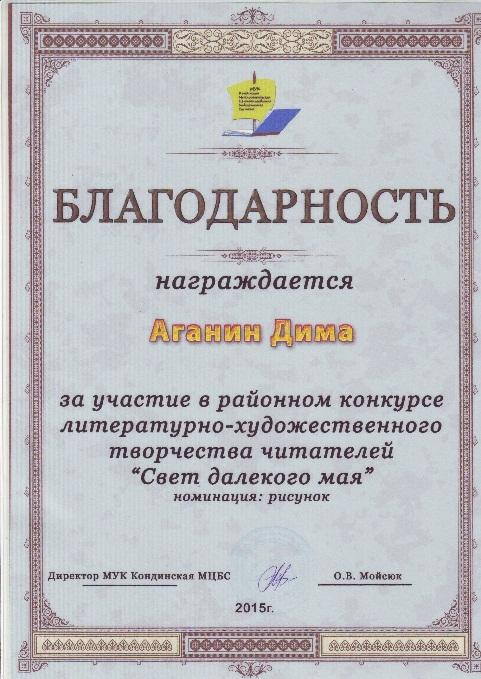 БЛАГОДАРНОСТЬ
награждается
Аганин Дима
за участие в районном конкурсе
литературно-художественного
творчества читателей
“Свет далекого мая”
номинация: рисунок
Директор МУК Кондинская МЦБС
О.В. Мойсюк
2015г.